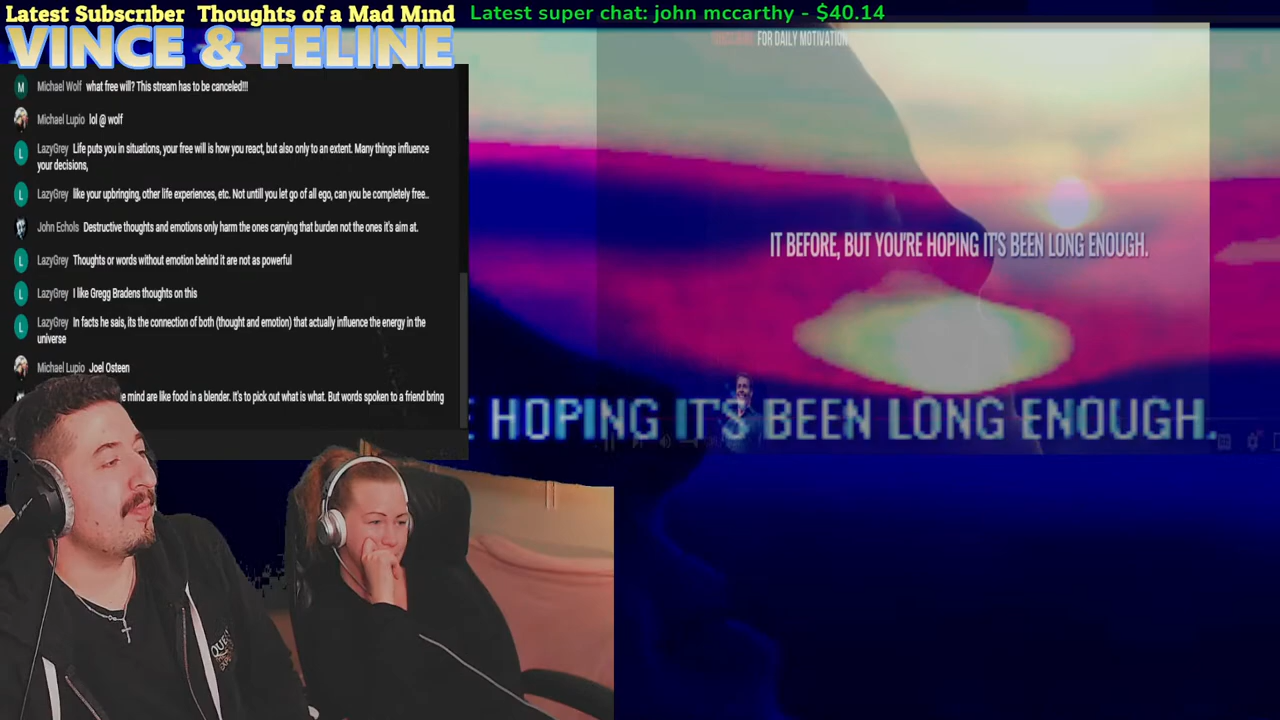 Latest Subscriber  Thoughts of a Mad Mind
Latest super chat: john mccarthy - $40.14
VINCE & FELINE
FOR DAILY MOTIVATION
M Michael Wolf what free will? This stream has to be canceled!!!
Michael Lupio lol @ wolf
L LazyGrey Life puts you in situations, your free will is how you react, but also only to an extent. Many things influence
your decisions,
L LazyGrey like your upbringing, other life experiences, etc. Not untill you let go of all ego, can you be completely free..
John Echols Destructive thoughts and emotions only harm the ones carrying that burden not the ones it's aim at.
L LazyGrey Thoughts or words without emotion behind it are not as powerful
L LazyGrey I like Gregg Bradens thoughts on this
L LazyGrey In facts he sais, its the connection of both (thought and emotion) that actually influence the energy in the
universe
Michael Lupio Joel Osteen
mind are like food in a blender. It's to pick out what is what. But words spoken to a friend bring
IT BEFORE, BUT YOU'RE HOPING IT'S BEEN LONG ENOUGH.
HOPING IT'S BEEN LONG ENOUGH.